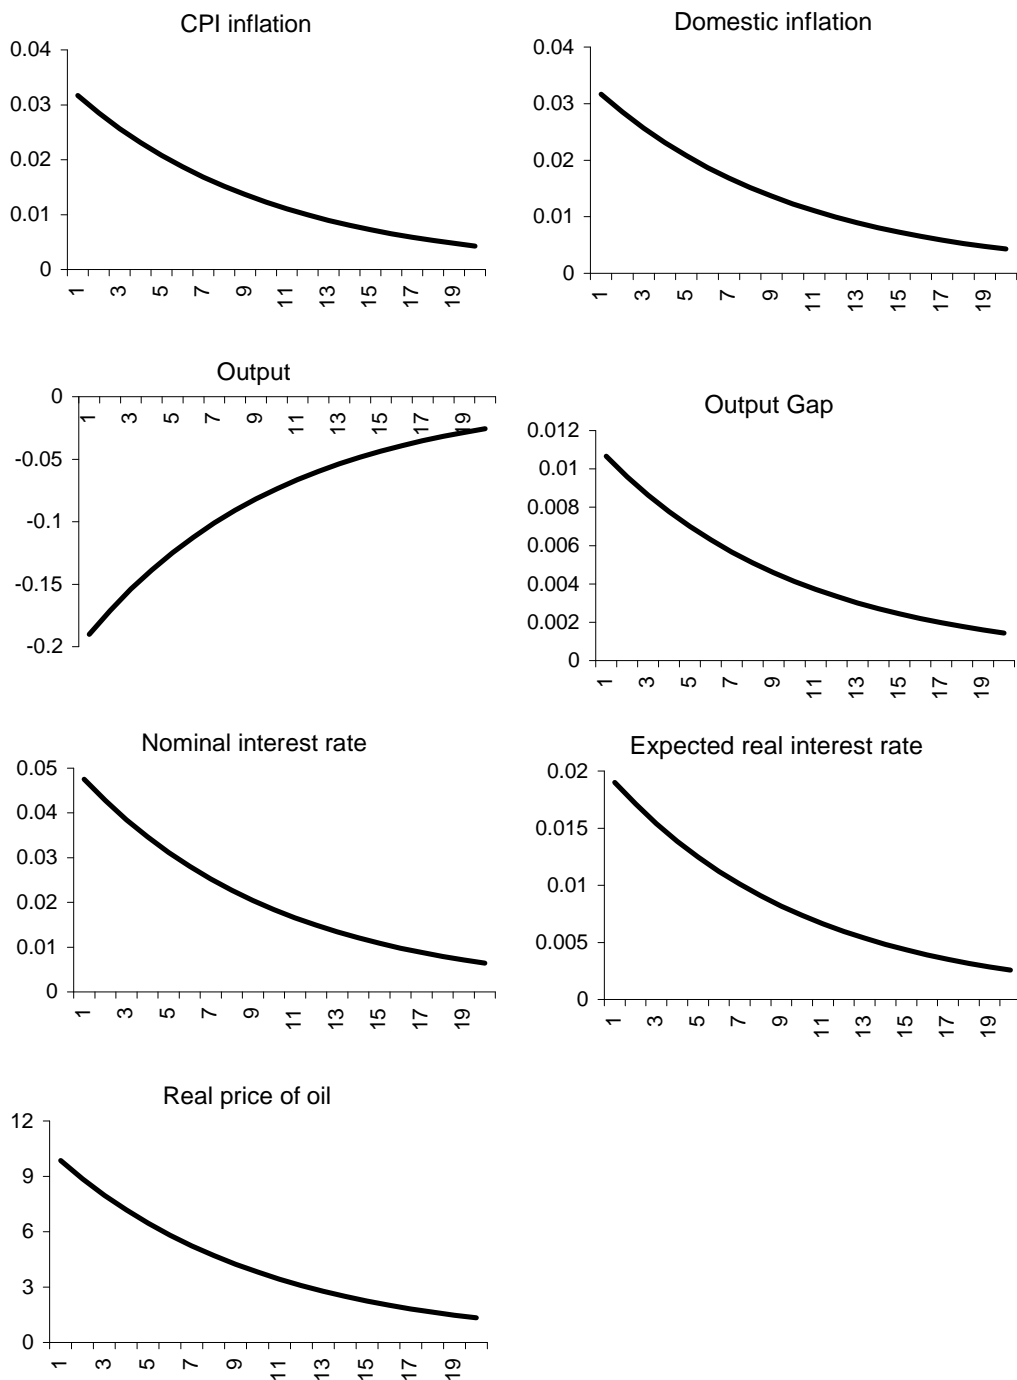 CPI inflation
0.04
0.03
0.02
0.01
0
1 3 5 7 9 11 13 15 17 19
Domestic inflation
0.04
0.03
0.02
0.01
0
1 3 5 7 9 11 13 15 17 19
Output
0
-0.05
-0.1
-0.15
-0.2
1 3 5 7 9 11 13 15 17 19
Output Gap
0.012
0.01
0.008
0.006
0.004
0.002
0
1 3 5 7 9 11 13 15 17 19
Nominal interest rate
0.05
0.04
0.03
0.02
0.01
0
1 3 5 7 9 11 13 15 17 19
Expected real interest rate
0.02
0.015
0.01
0.005
0
1 3 5 7 9 11 13 15 17 19
Real price of oil
12
9
6
3
0
1 3 5 7 9 11 13 15 17 19